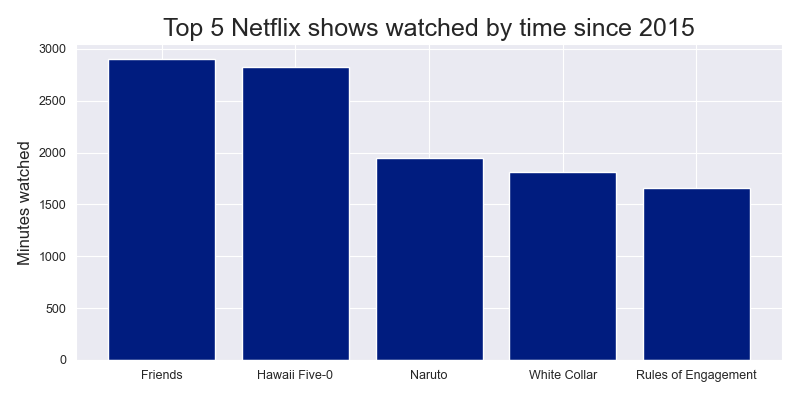 Top 5 Netflix shows watched by time since 2015
Minutes watched
3000
2500
2000
1500
1000
500
0
Friends
Hawaii Five-0
Naruto
White Collar
Rules of Engagement